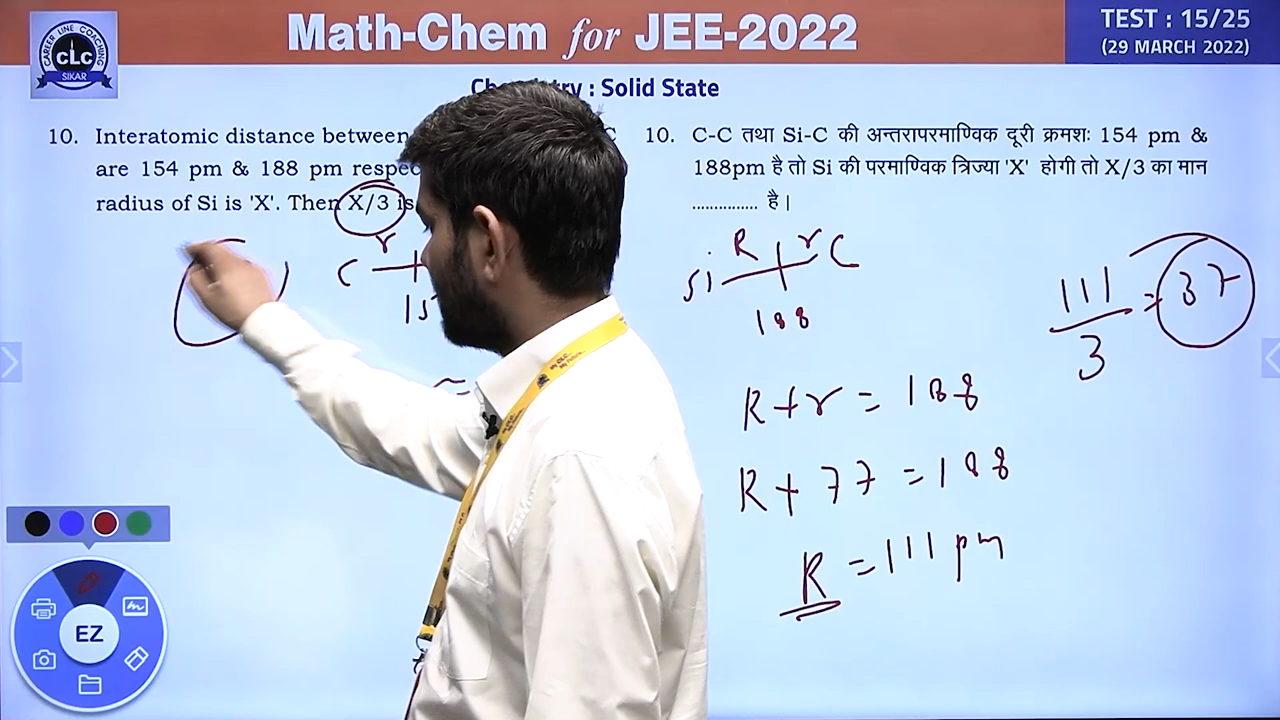 CAREER LINE COACHING
CLC
SIKAR
Math-Chem for JEE-2022
TEST : 15/25
(29 MARCH 2022)
: Solid State
10. Interatomic distance between
are 154 pm & 188 pm
radius of Si is 'X'. Then X/3 is
10. C-C तथा Si-C की अन्तरापरमाण्विक दूरी क्रमशः 154 pm &
188pm है तो Si की परमाण्विक त्रिज्या 'X' होगी तो X/3 का मान
............... है |
C r
Si R r C
188
R + r = 188
R + 77 = 188
R = 111 pm
111/3 = 37
EZ